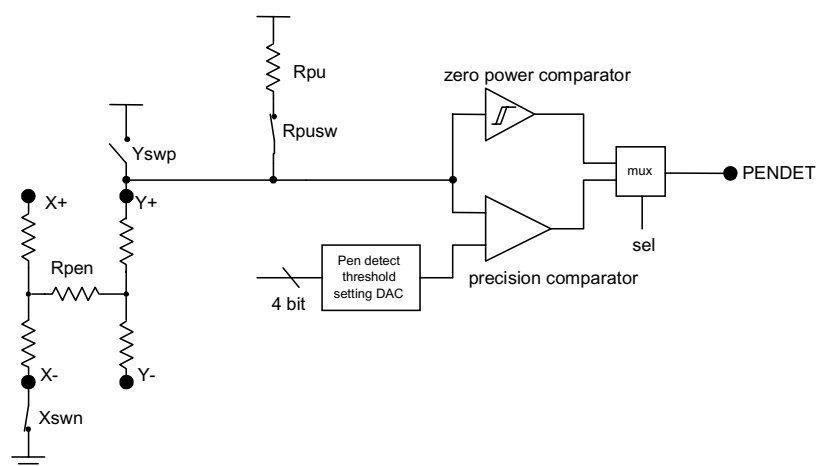 Rpu
zero power comparator
Rpusw
Yswp
mux
PENDET
X+
Y+
sel
Rpen
Pen detect
threshold
setting DAC
4 bit
precision comparator
X-
Y-
Xswn